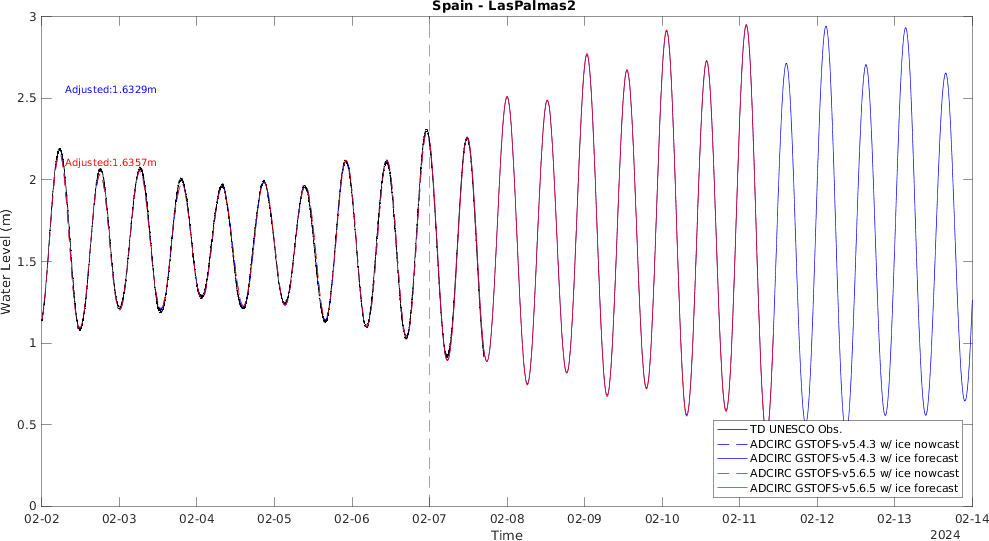 Spain - LasPalmas2
3
2.5
2
1.5
1
0.5
0
Water Level (m)
Adjusted:1.6329m
Adjusted:1.6357m
TD UNESCO Obs.
ADCIRC GSTOFS-v5.4.3 w/ ice nowcast
ADCIRC GSTOFS-v5.4.3 w/ ice forecast
ADCIRC GSTOFS-v5.6.5 w/ ice nowcast
ADCIRC GSTOFS-v5.6.5 w/ ice forecast
02-02 02-03 02-04 02-05 02-06 02-07 02-08 02-09 02-10 02-11 02-12 02-13 02-14
Time
2024